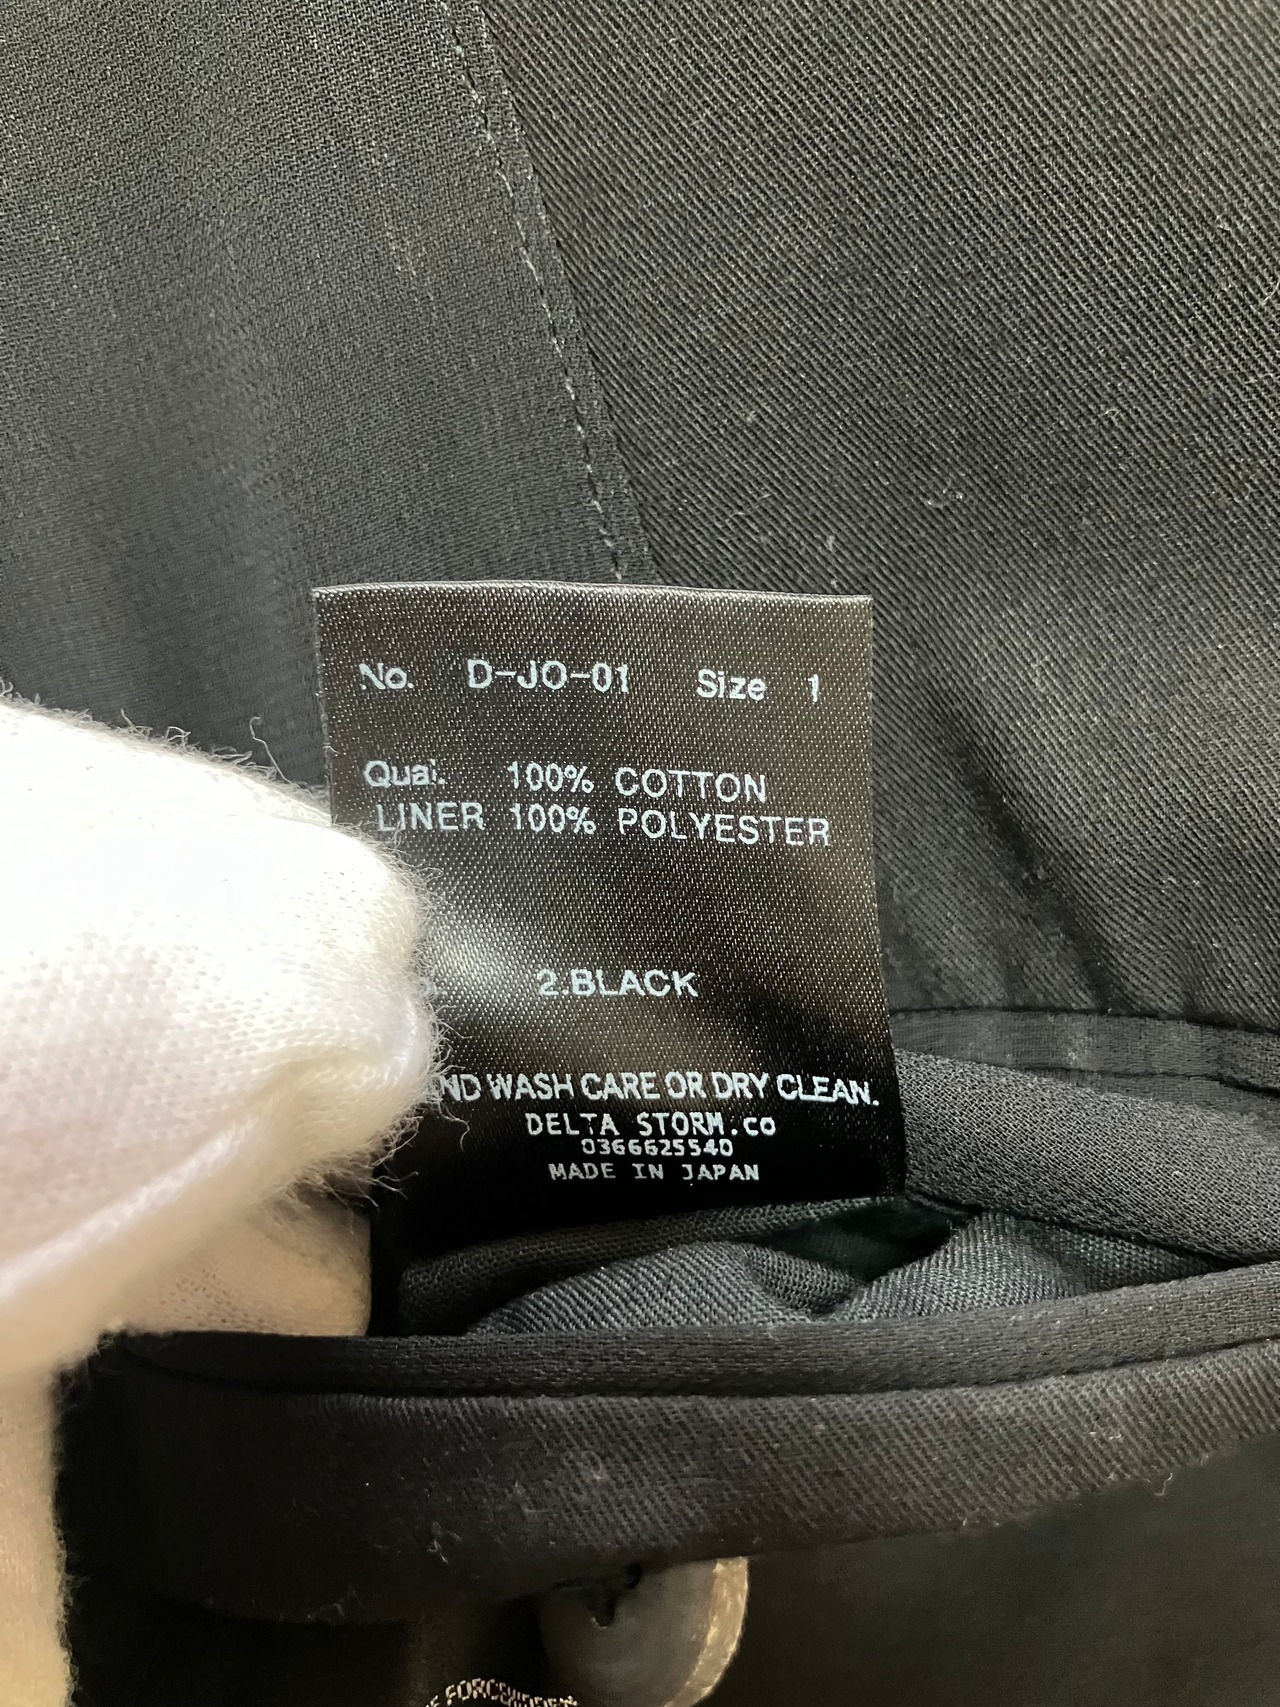 No. D-JO-01 Size 1
Qual. 100% COTTON
LINER 100% POLYESTER
2.BLACK
ND WASH CARE OR DRY CLEAN.
DELTA STORM.CO
0366625540
MADE IN JAPAN